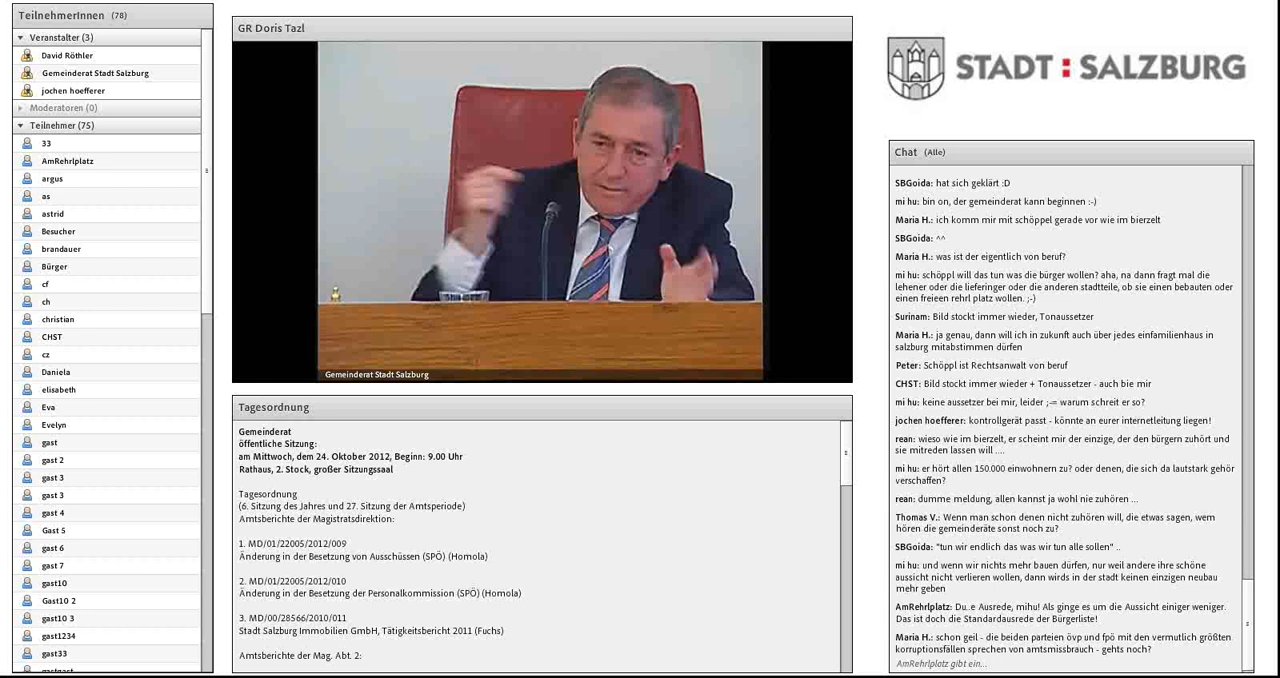 TeilnehmerInnen (78)
Veranstalter (3)
David Röthler
Gemeinderat Stadt Salzburg
jochen hoefferer
Moderatoren (0)
Teilnehmer (75)
33
AmRehrlplatz
argus
as
astrid
Besucher
brandauer
Bürger
cf
ch
christian
CHST
cz
Daniela
elisabeth
Eva
Evelyn
gast
gast 2
gast 3
gast 3
gast 4
Gast 5
gast 6
gast 7
gast10
Gast10 2
gast10 3
gast1234
gast33
gastgast
GR Doris Tazl
Gemeinderat Stadt Salzburg
Tagesordnung
Gemeinderat
öffentliche Sitzung:
am Mittwoch, dem 24. Oktober 2012, Beginn: 9.00 Uhr
Rathaus, 2. Stock, großer Sitzungssaal
Tagesordnung
(6. Sitzung des Jahres und 27. Sitzung der Amtsperiode)
Amtsberichte der Magistratsdirektion:
1. MD/01/22005/2012/009
Änderung in der Besetzung von Ausschüssen (SPÖ) (Homola)
2. MD/01/22005/2012/010
Änderung in der Besetzung der Personalkommission (SPÖ) (Homola)
3. MD/00/28566/2010/011
Stadt Salzburg Immobilien GmbH, Tätigkeitsbericht 2011 (Fuchs)
Amtsberichte der Mag. Abt. 2:
STADT : SALZBURG
Chat (Alle)
SBGoida: hat sich geklärt :D
mi hu: bin on, der gemeinderat kann beginnen :-)
Maria H.: ich komm mir mit schöppel gerade vor wie im bierzelt
SBGoida: ^^
Maria H.: was ist der eigentlich von beruf?
mi hu: schöppl will das tun was die bürger wollen? aha, na dann fragt mal die
lehener oder die lieferinger oder die anderen stadtteile, ob sie einen bebauten oder
einen freieen rehrl platz wollen. ;-)
Surinam: Bild stockt immer wieder, Tonaussetzer
Maria H.: ja genau, dann will ich in zukunft auch über jedes einfamilienhaus in
salzburg mitabstimmen dürfen
Peter: Schöppl ist Rechtsanwalt von beruf
CHST: Bild stockt immer wieder + Tonaussetzer - auch bie mir
mi hu: keine aussetzer bei mir, leider ;-= warum schreit er so?
jochen hoefferer: kontrollgerät passt - könnte an eurer internetleitung liegen!
rean: wieso wie im bierzelt, er scheint mir der einzige, der den bürgern zuhört und
sie mitreden lassen will ....
mi hu: er hört allen 150.000 einwohnern zu? oder denen, die sich da lautstark gehör
verschaffen?
rean: dumme meldung, allen kannst ja wohl nie zuhören ...
Thomas V.: Wenn man schon denen nicht zuhören will, die etwas sagen, wem
hören die gemeinderäte sonst noch zu?
SBGoida: "tun wir endlich das was wir tun alle sollen" ..
mi hu: und wenn wir nichts mehr bauen dürfen, nur weil andere ihre schöne
aussicht nicht verlieren wollen, dann wirds in der stadt keinen einzigen neubau
mehr geben
AmRehrlplatz: Du..e Ausrede, mihu! Als ginge es um die Aussicht einiger weniger.
Das ist doch die Standardausrede der Bürgerliste!
Maria H.: schon geil - die beiden parteien övp und fpö mit den vermutlich größten
korruptionsfällen sprechen von amtsmissbrauch - gehts noch?
AmRehrlplatz gibt ein...